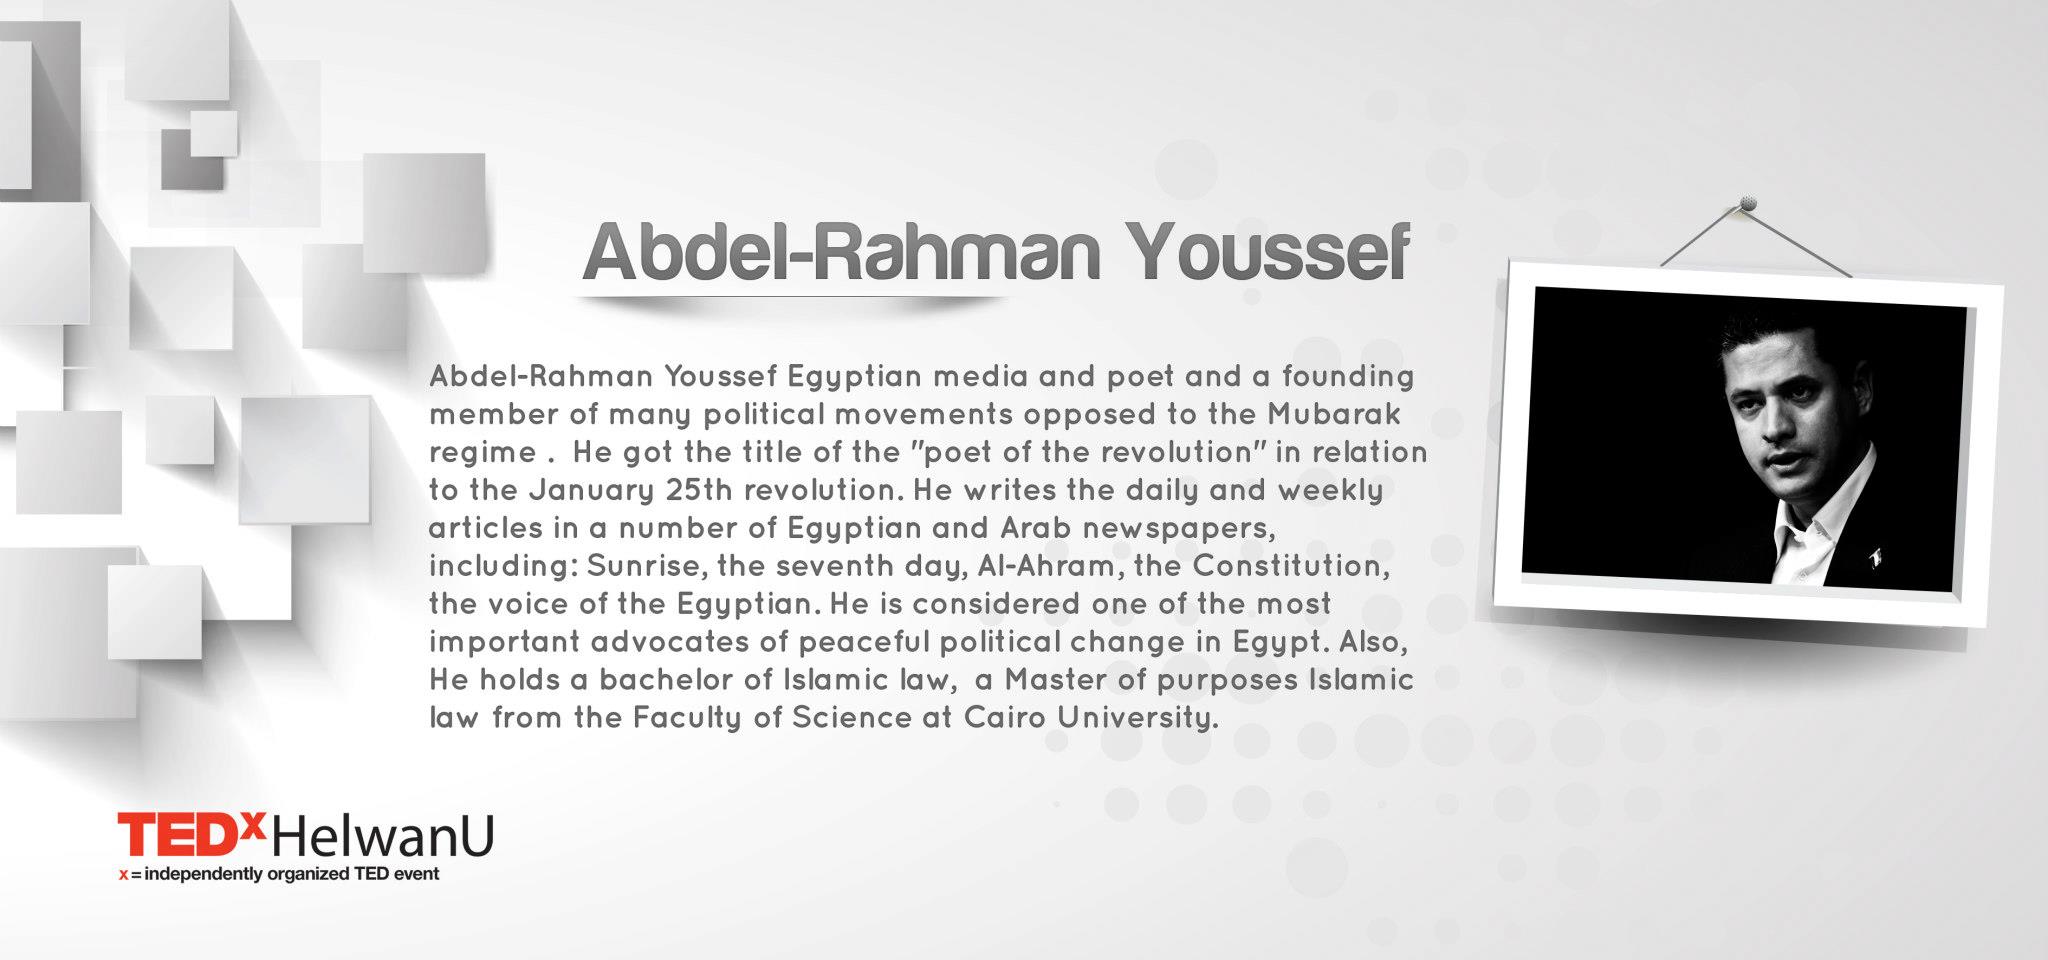 Abdel-Rahman Youssef
Abdel-Rahman Youssef Egyptian media and poet and a founding
member of many political movements opposed to the Mubarak
regime .  He got the title of the "poet of the revolution" in relation
to the January 25th revolution. He writes the daily and weekly
articles in a number of Egyptian and Arab newspapers,
including: Sunrise, the seventh day, Al-Ahram, the Constitution,
the voice of the Egyptian. He is considered one of the most
important advocates of peaceful political change in Egypt. Also,
He holds a bachelor of Islamic law,  a Master of purposes Islamic
law from the Faculty of Science at Cairo University.
TEDxHelwanU
x = independently organized TED event